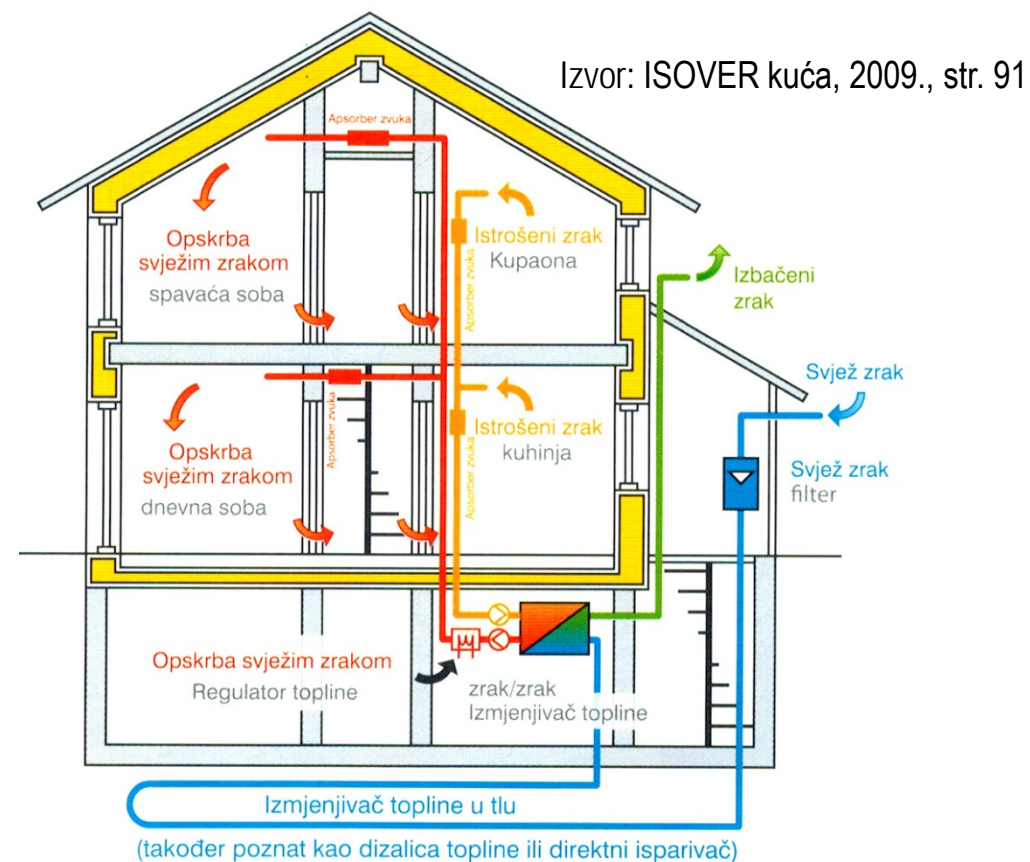 Izvor: ISOVER kuća, 2009., str. 91
Apsorber zvuka
Opskrba
svježim zrakom
spavaća soba
Istrošeni zrak
Kupaona
Apsorber zvuka
Izbačeni
zrak
Svjež zrak
Opskrba
svježim zrakom
dnevna soba
Apsorber zvuka
Istrošeni zrak
kuhinja
Apsorber zvuka
Svjež zrak
filter
Opskrba svježim zrakom
Regulator topline
zrak/zrak
Izmjenjivač topline
Izmjenjivač topline u tlu
(također poznat kao dizalica topline ili direktni isparivač)